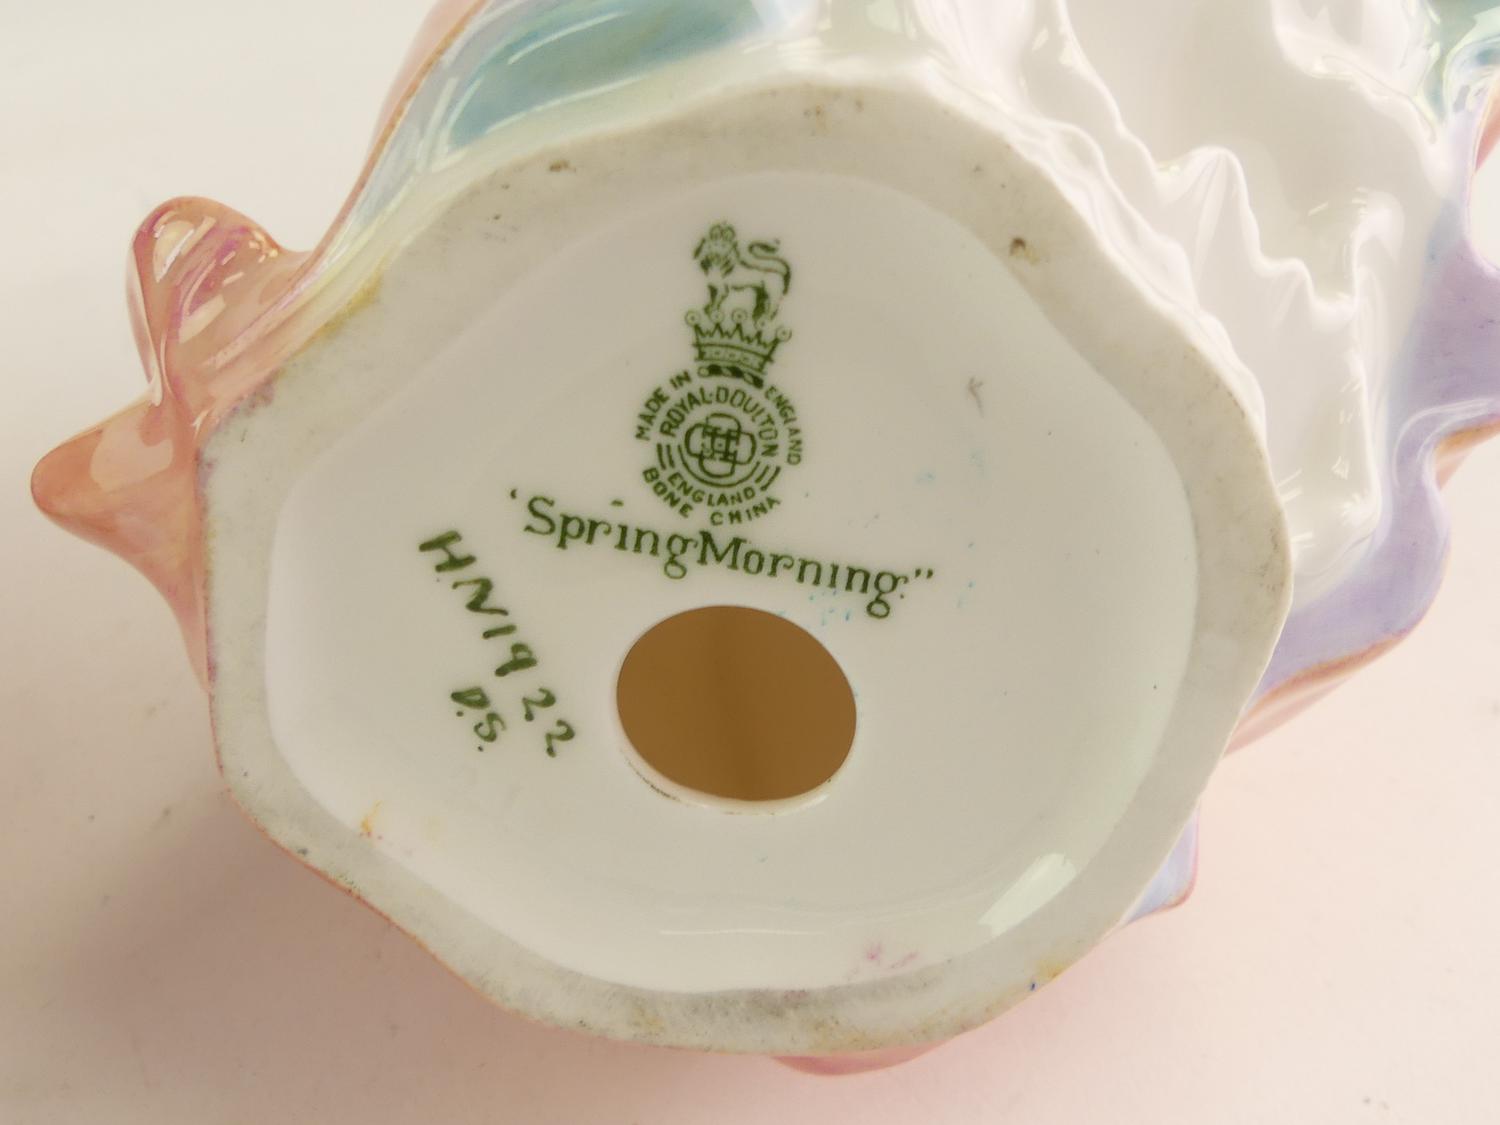 MADE IN ENGLAND
ROYAL·DOULTON
ENGLAND
BONE CHINA
‘Spring Morning”
HN1922
D.S.